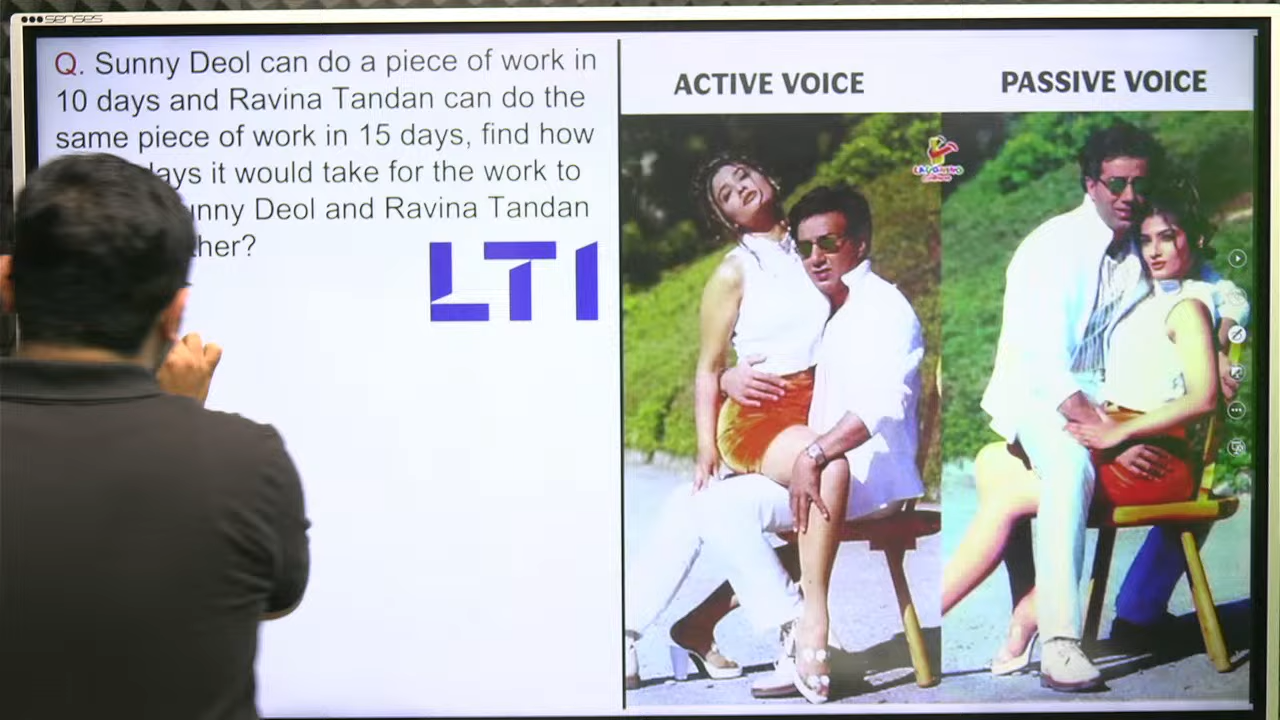 senses
Q. Sunny Deol can do a piece of work in
10 days and Ravina Tandan can do the
same piece of work in 15 days, find how
days it would take for the work to
Deol and Ravina Tandan
LTI
ACTIVE VOICE
PASSIVE VOICE